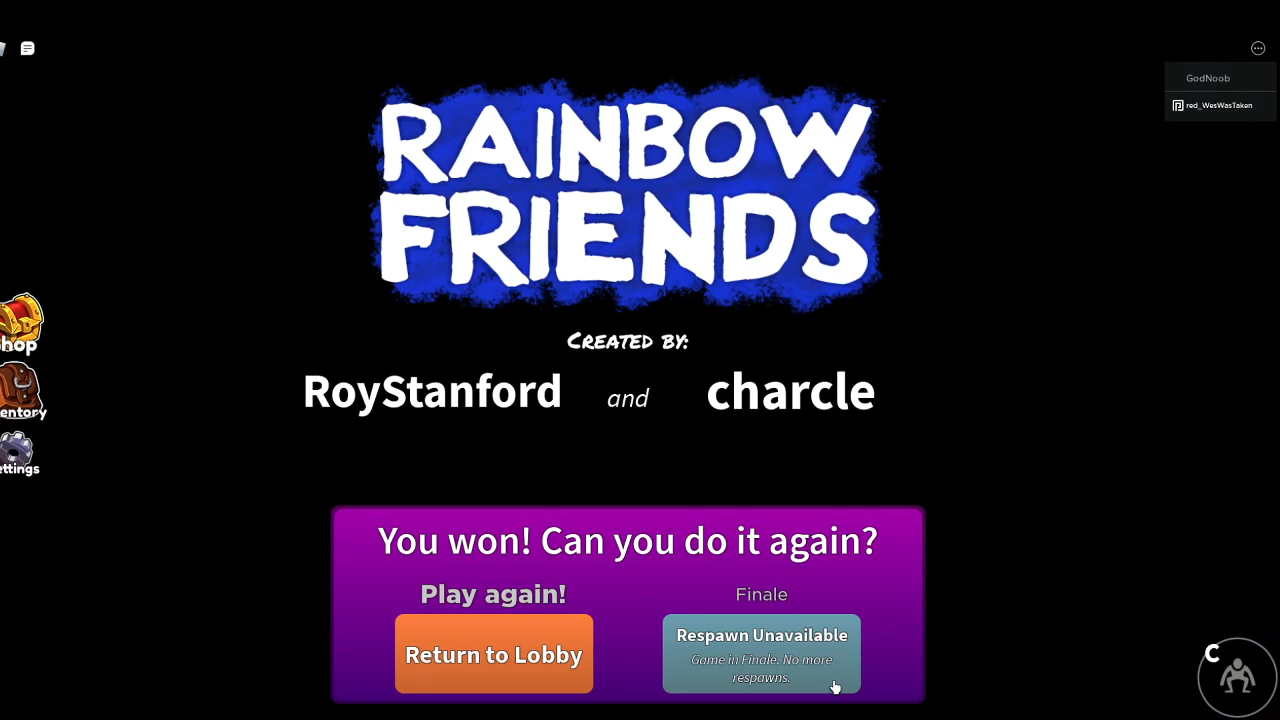 GodNoob
red_WesWasTaken
RAINBOW
FRIENDS
CREATED BY:
RoyStanford and charcle
hop
entory
ettings
You won! Can you do it again?
Play again!
Finale
Return to Lobby
Respawn Unavailable
Game in Finale. No more
respawns.
C